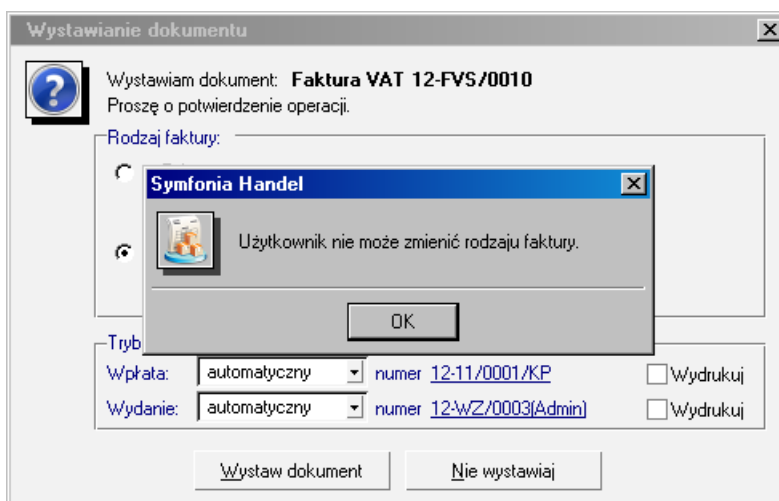 Wystawianie dokumentu
Wystawiam dokument: Faktura VAT 12-FVS/0010
Proszę o potwierdzenie operacji.
Rodzaj faktury:
Symfonia Handel
Użytkownik nie może zmienić rodzaju faktury.
OK
Tryb
Wpłata: automatyczny numer 12-11/0001/KP Wydrukuj
Wydanie: automatyczny numer 12-WZ/0003(Admin) Wydrukuj
Wystaw dokument Nie wystawiaj